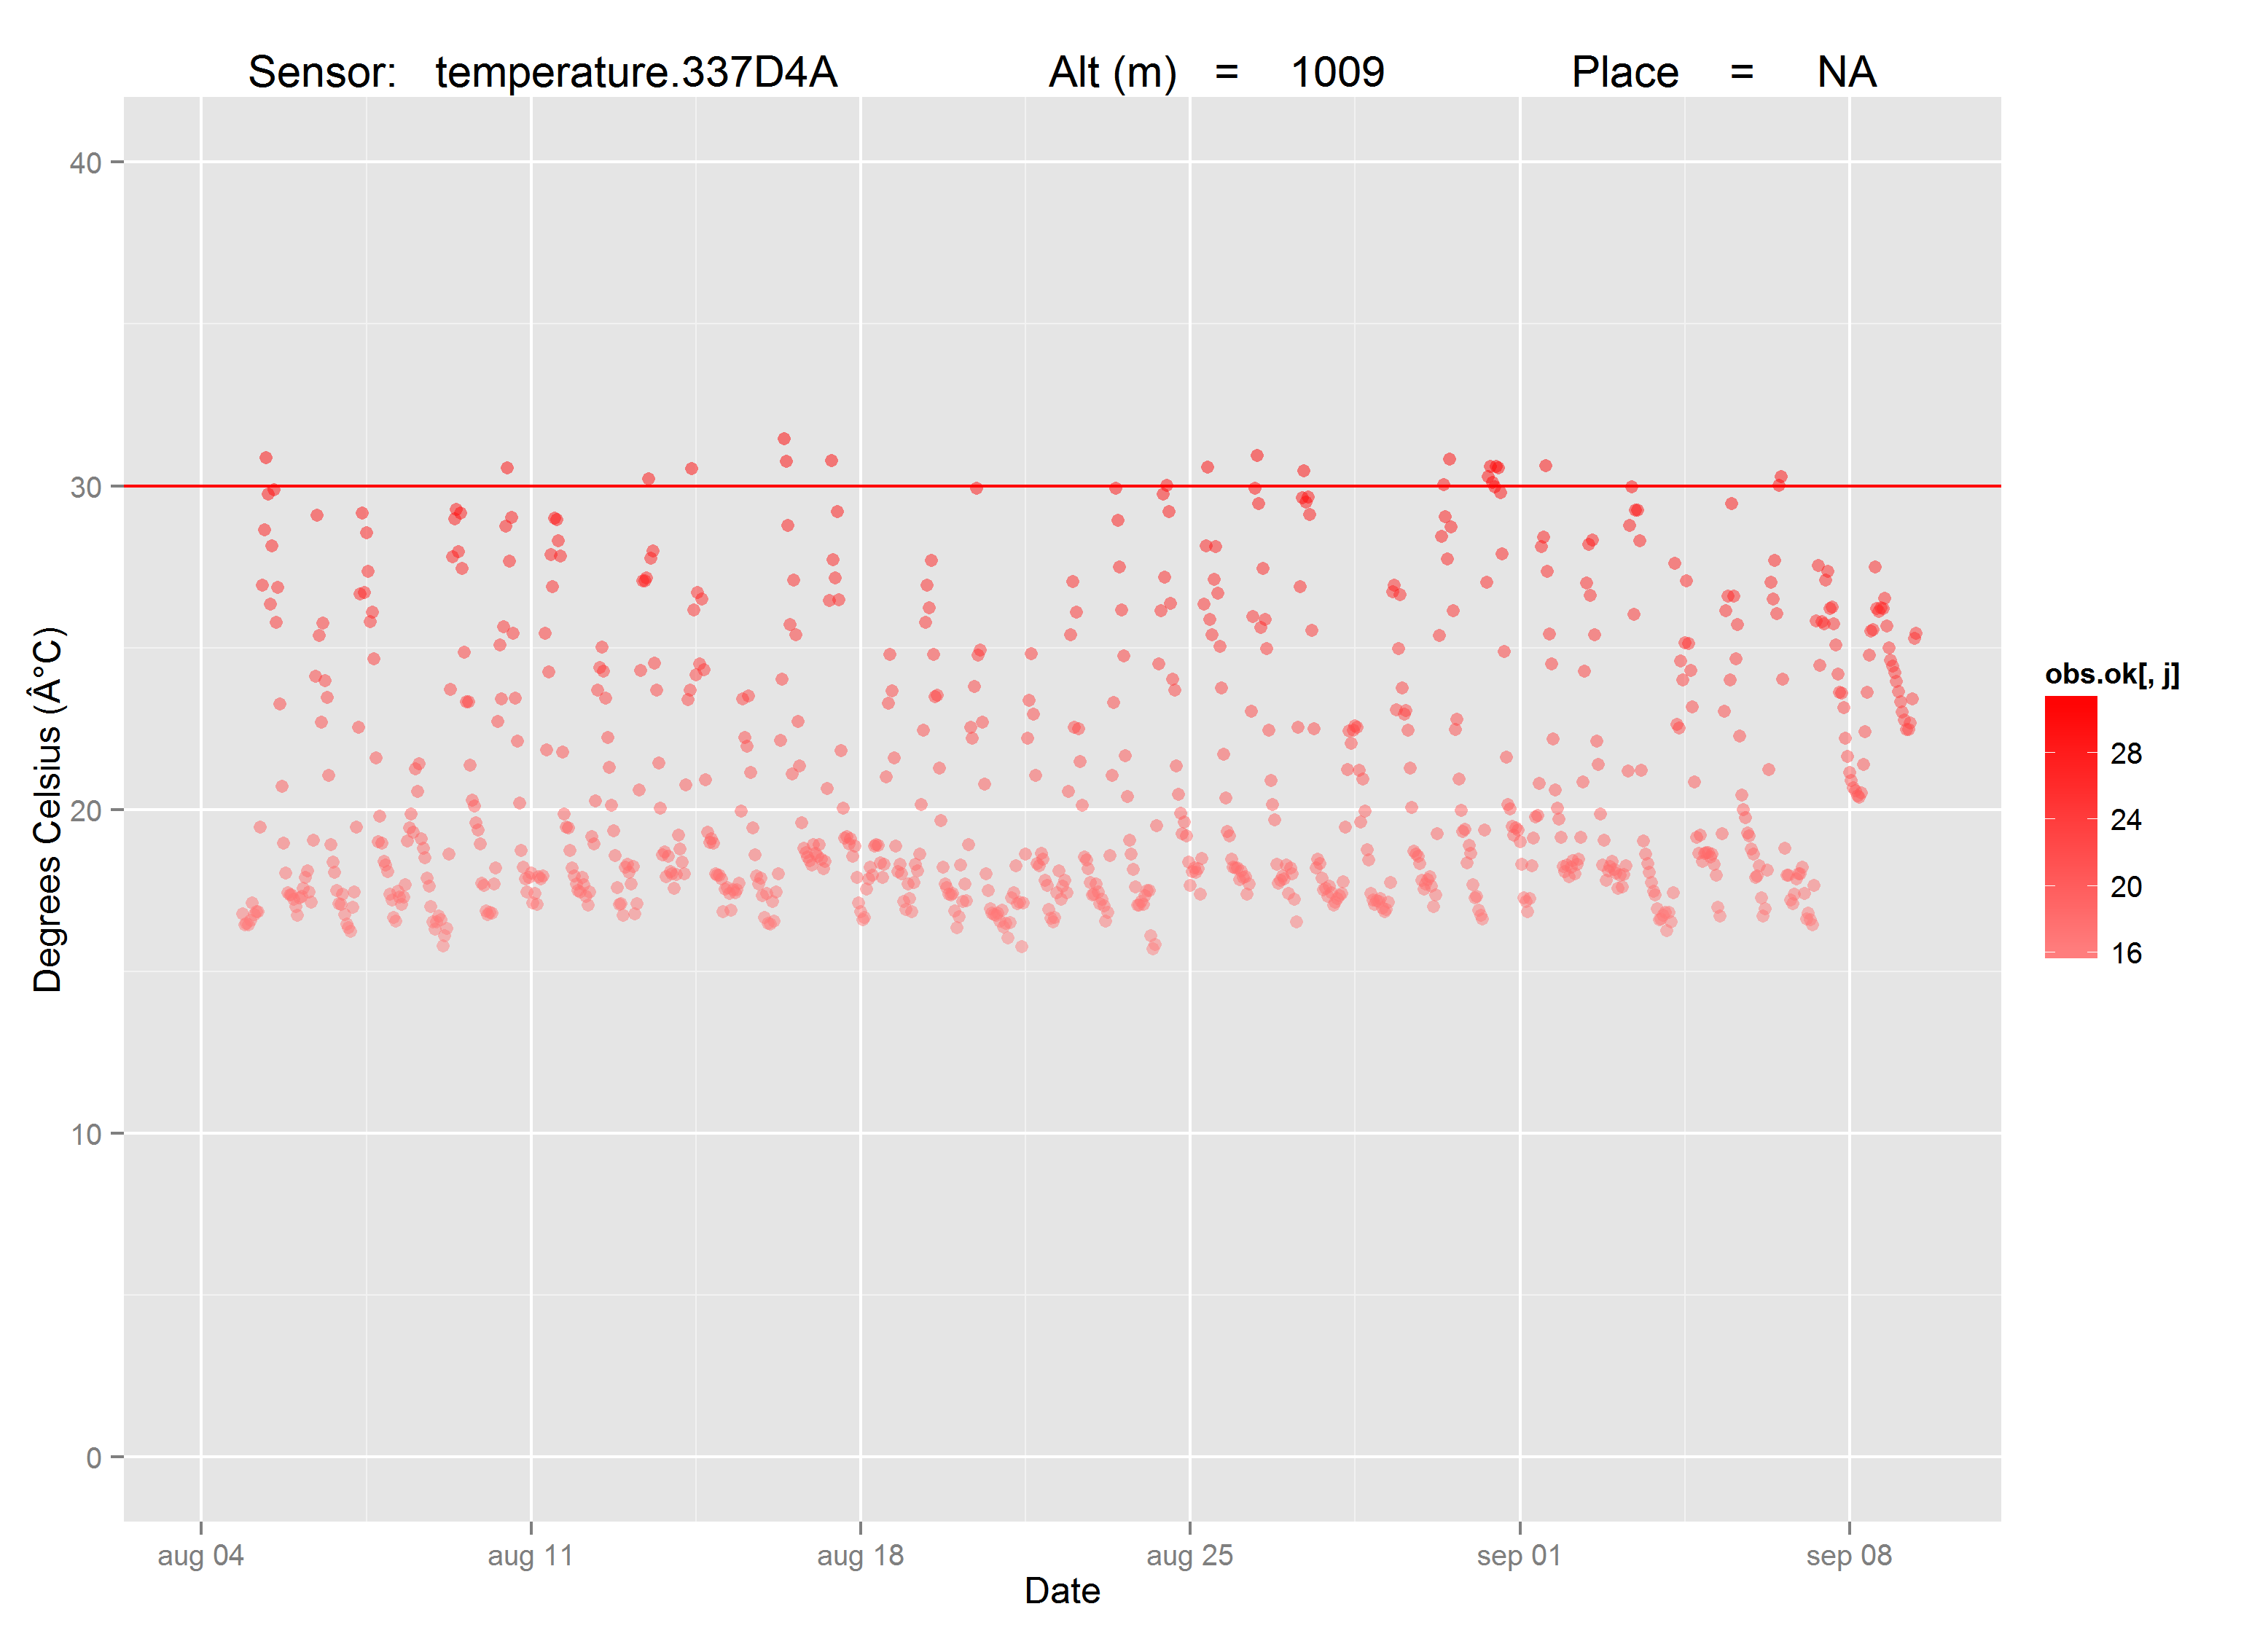 Sensor: temperature.337D4A Alt (m) = 1009 Place = NA
40
30
20
10
0
Degrees Celsius (Â°C)
aug 04 aug 11 aug 18 aug 25 sep 01 sep 08
Date
obs.ok[, j]
28
24
20
16